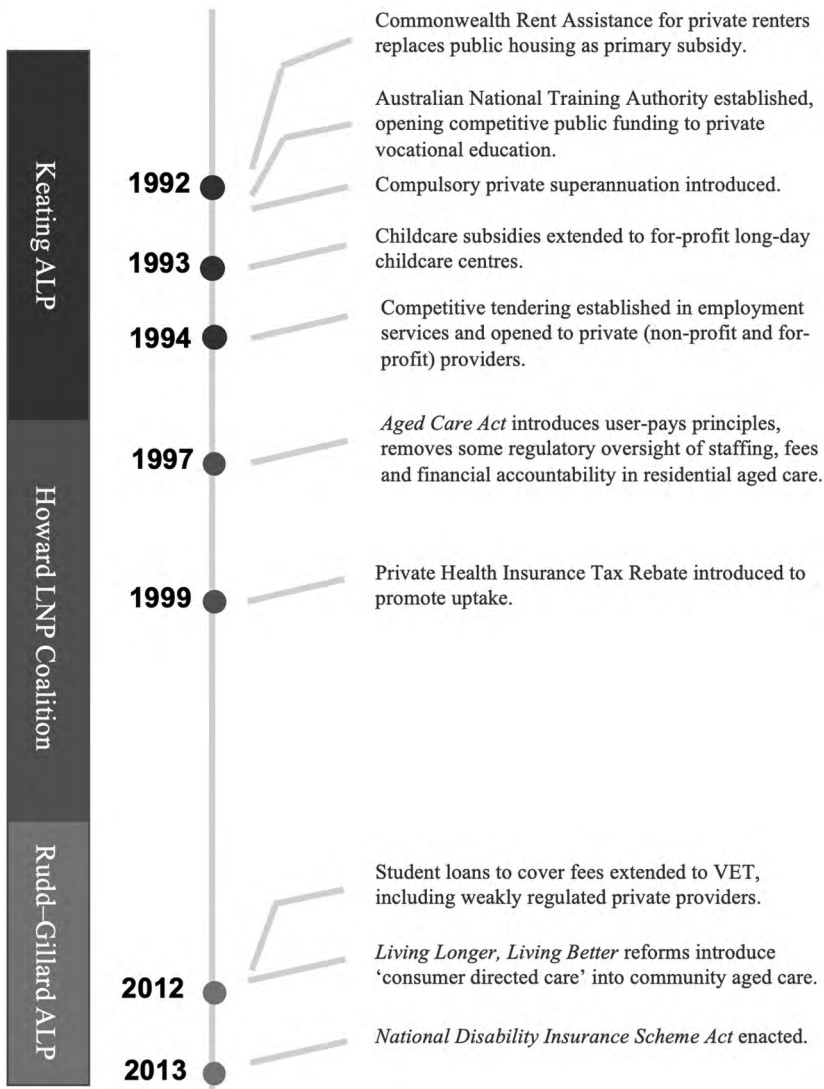 Commonwealth Rent Assistance for private renters
replaces public housing as primary subsidy.
Australian National Training Authority established,
opening competitive public funding to private
vocational education.
1992
Compulsory private superannuation introduced.
Keating ALP
Childcare subsidies extended to for-profit long-day
childcare centres.
1993
Competitive tendering established in employment
services and opened to private (non-profit and for-
profit) providers.
1994
Aged Care Act introduces user-pays principles,
removes some regulatory oversight of staffing, fees
and financial accountability in residential aged care.
1997
Howard LNP Coalition
Private Health Insurance Tax Rebate introduced to
promote uptake.
1999
Rudd–Gillard ALP
Student loans to cover fees extended to VET,
including weakly regulated private providers.
Living Longer, Living Better reforms introduce
‘consumer directed care’ into community aged care.
2012
National Disability Insurance Scheme Act enacted.
2013